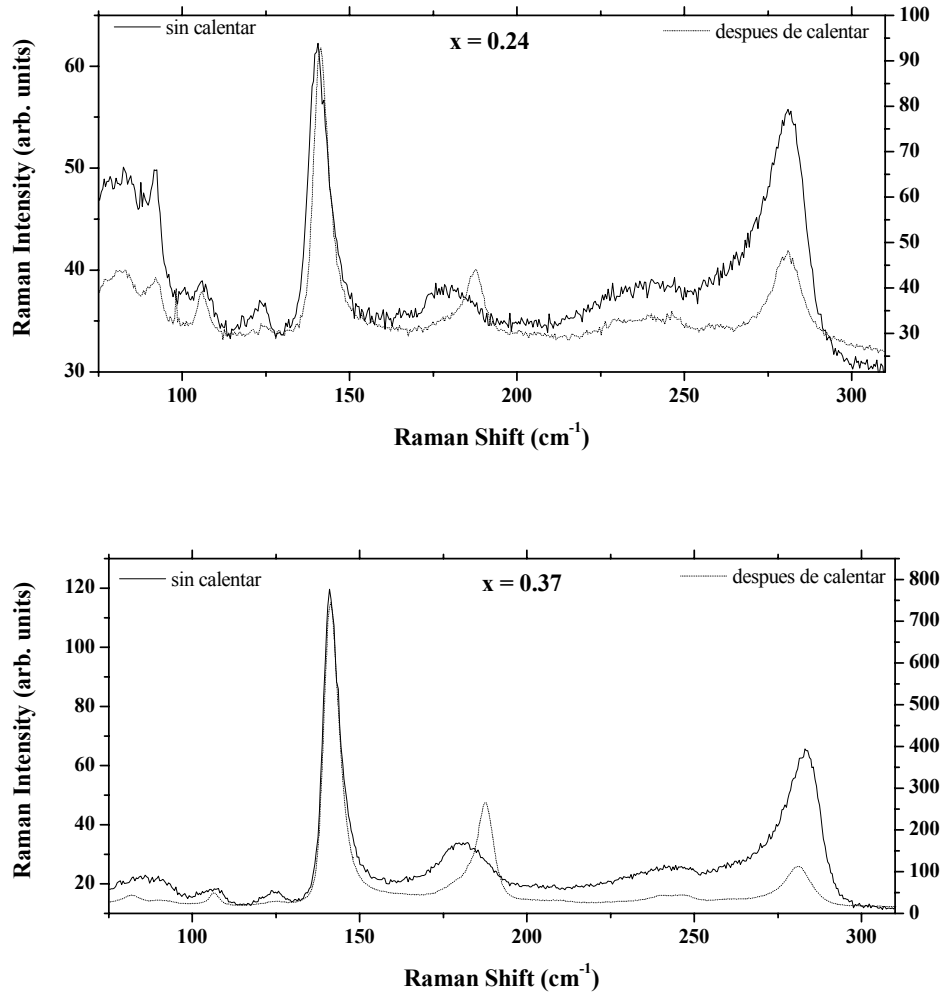 sin calentar
x = 0.24
despues de calentar
100
90
80
70
60
50
40
30
60
50
40
30
Raman Intensity (arb. units)
100 150 200 250 300
Raman Shift (cm-1)
sin calentar
x = 0.37
despues de calentar
800
700
600
500
400
300
200
100
0
120
100
80
60
40
20
Raman Intensity (arb. units)
100 150 200 250 300
Raman Shift (cm-1)